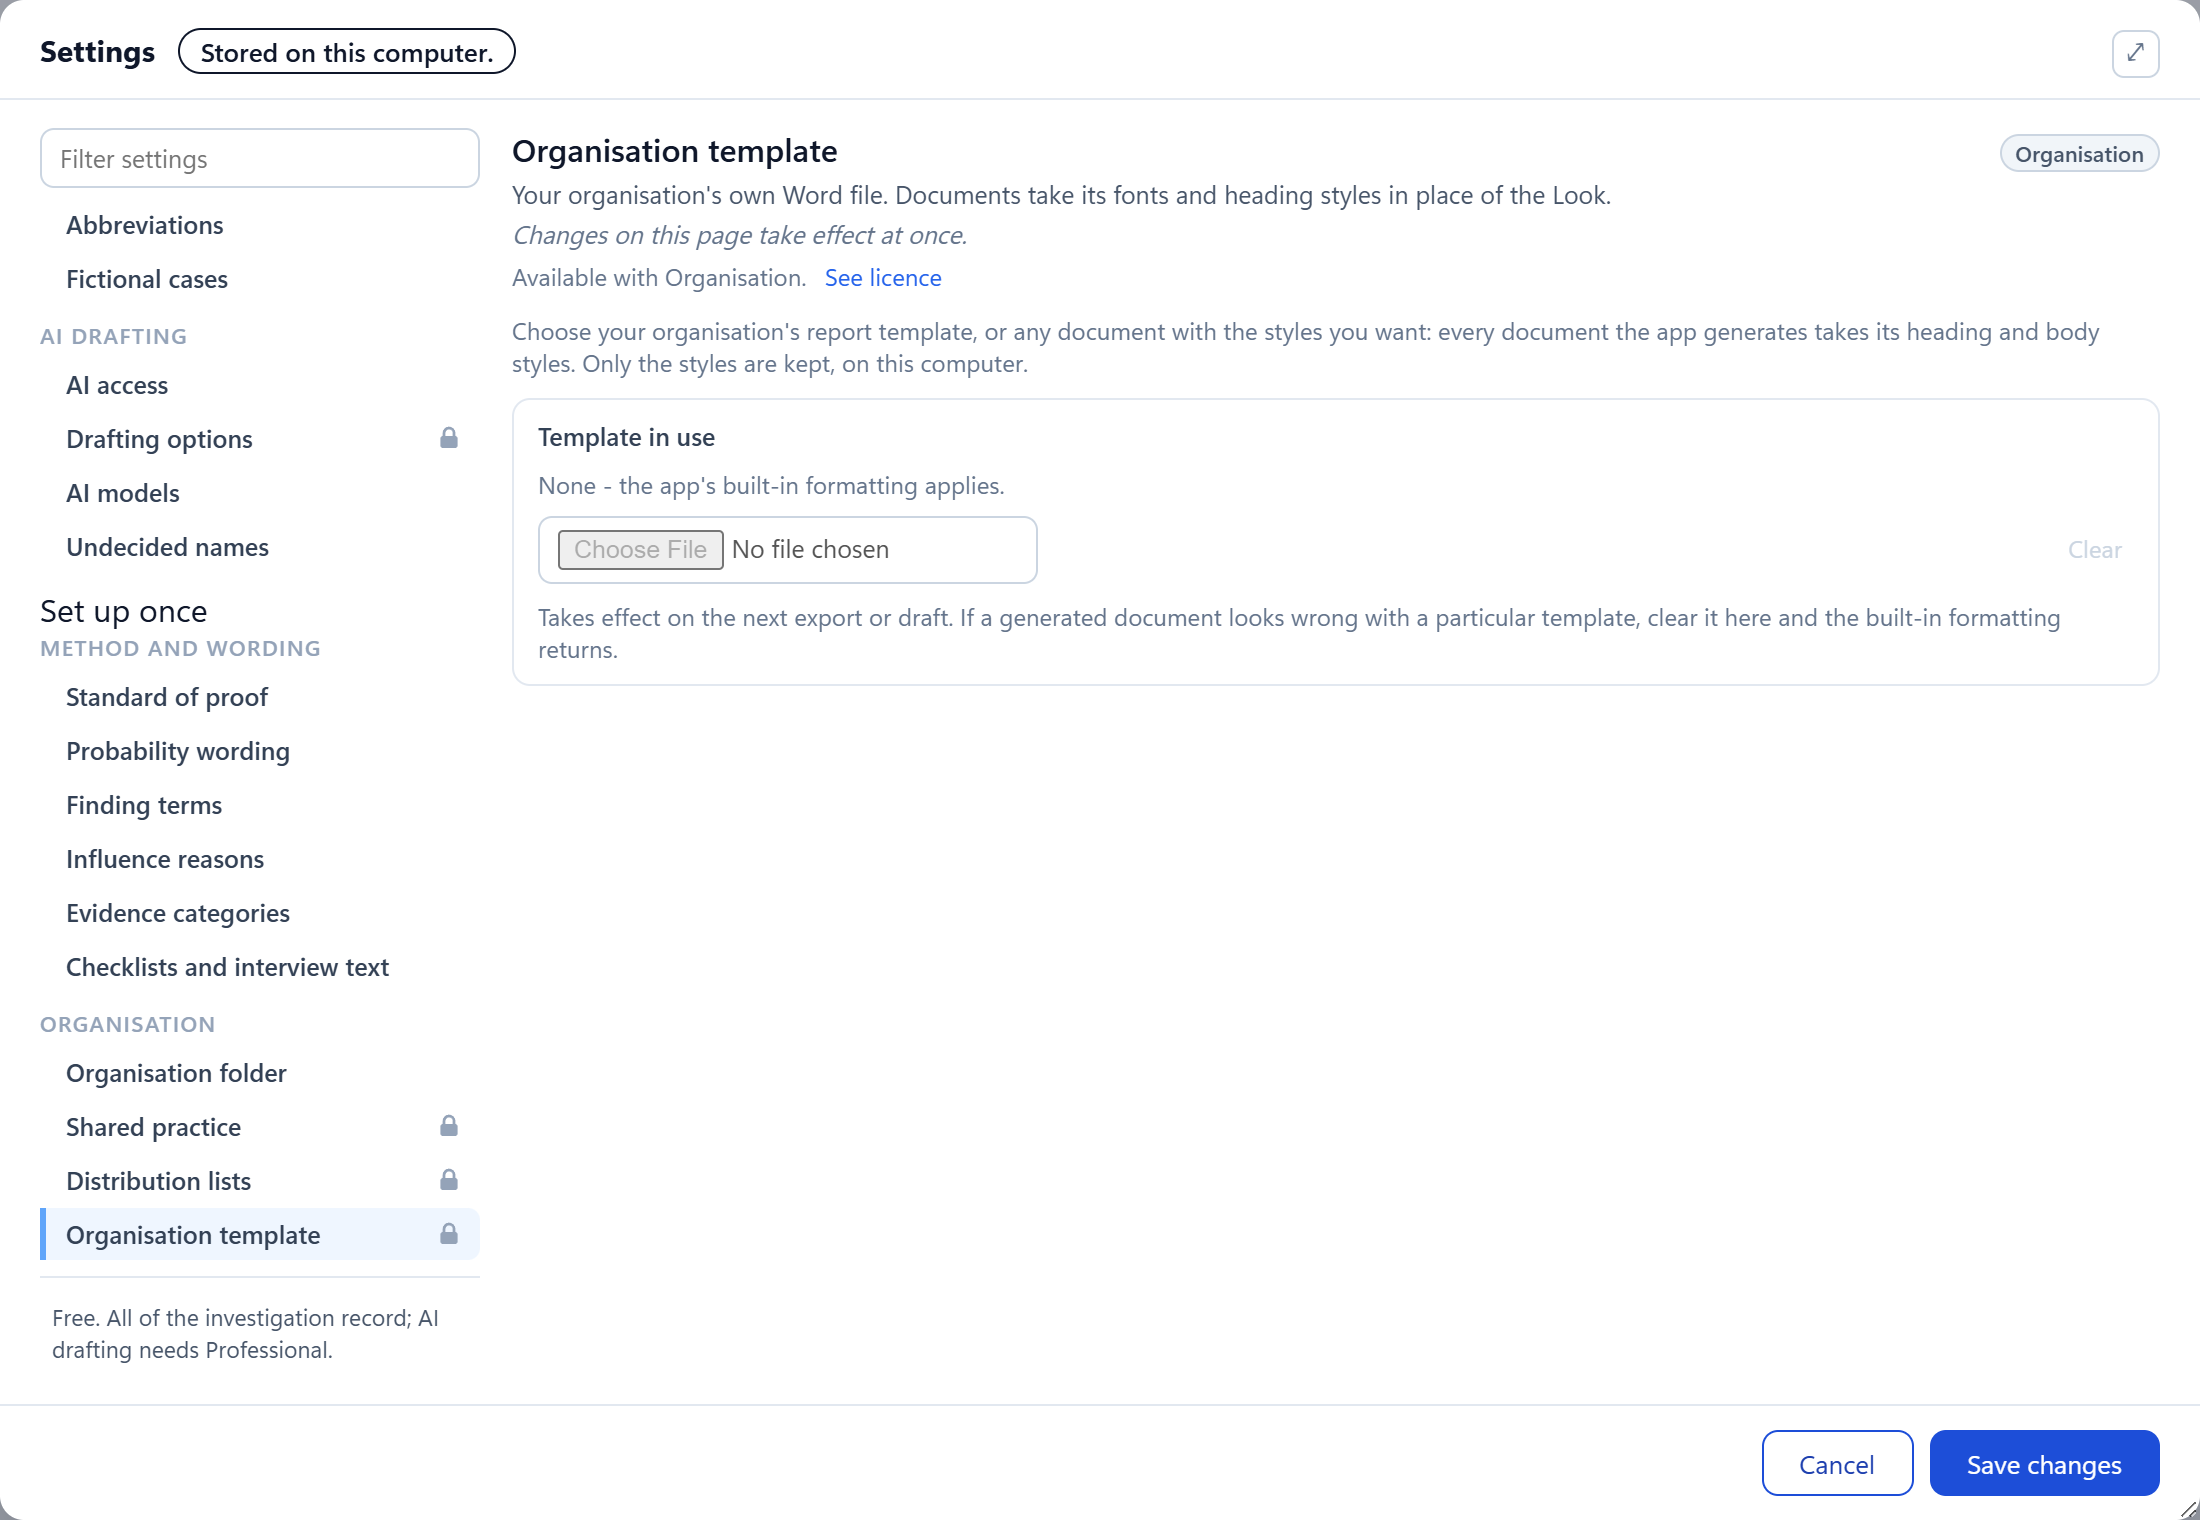 Settings
Stored on this computer.
Filter settings
Abbreviations
Fictional cases
AI DRAFTING
AI access
Drafting options
AI models
Undecided names
Set up once
METHOD AND WORDING
Standard of proof
Probability wording
Finding terms
Influence reasons
Evidence categories
Checklists and interview text
ORGANISATION
Organisation folder
Shared practice
Distribution lists
Organisation template
Free. All of the investigation record; AI
drafting needs Professional.
Organisation template
Organisation
Your organisation's own Word file. Documents take its fonts and heading styles in place of the Look.
Changes on this page take effect at once.
Available with Organisation. See licence
Choose your organisation's report template, or any document with the styles you want: every document the app generates takes its heading and body
styles. Only the styles are kept, on this computer.
Template in use
None - the app's built-in formatting applies.
Choose File No file chosen
Clear
Takes effect on the next export or draft. If a generated document looks wrong with a particular template, clear it here and the built-in formatting
returns.
Cancel
Save changes